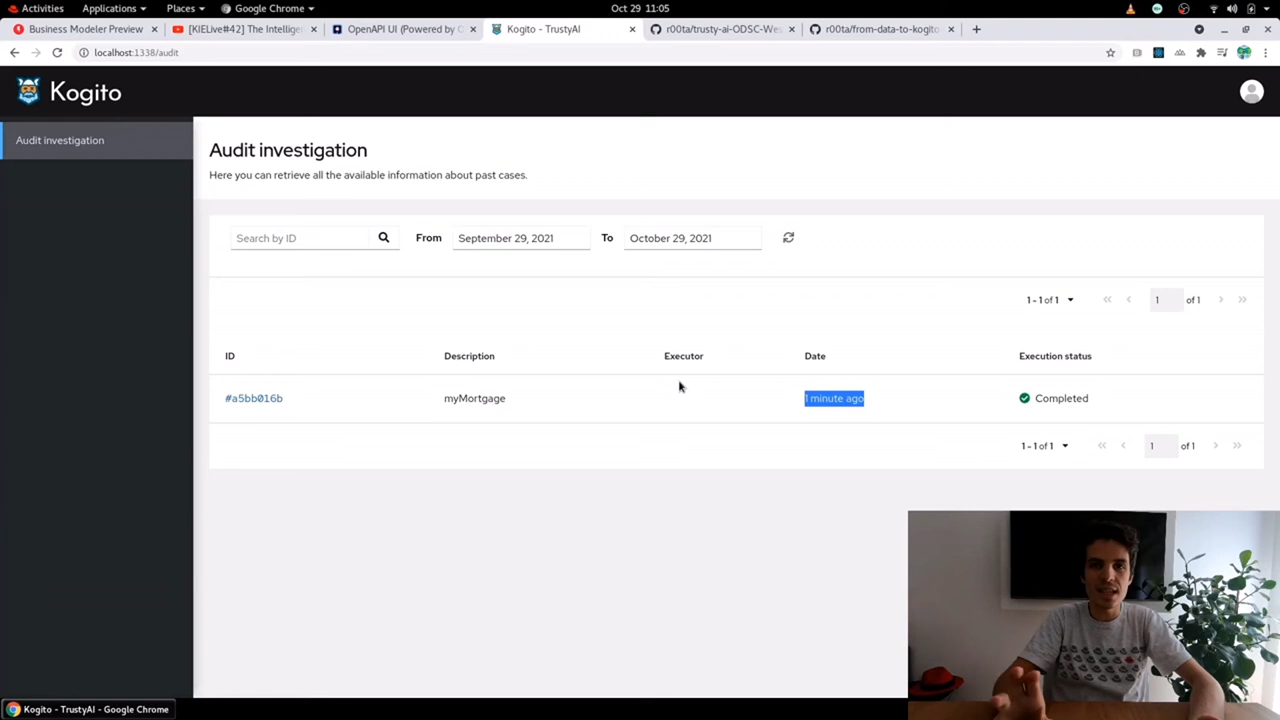 Activities Applications Places Google Chrome Oct 29 11:05
Business Modeler Preview [KIELive#42] The Intellige OpenAPI UI (Powered by Q Kogito - TrustyAI r00ta/trusty-ai-ODSC-Wes r00ta/from-data-to-kogito
localhost:1338/audit
Kogito
Audit investigation
Audit investigation
Here you can retrieve all the available information about past cases.
Search by ID From September 29, 2021 To October 29, 2021
1 - 1 of 1 1 of 1
ID Description Executor Date Execution status
#a5bb016b myMortgage 1 minute ago Completed
1 - 1 of 1 1 of 1
Kogito - TrustyAI - Google Chrome